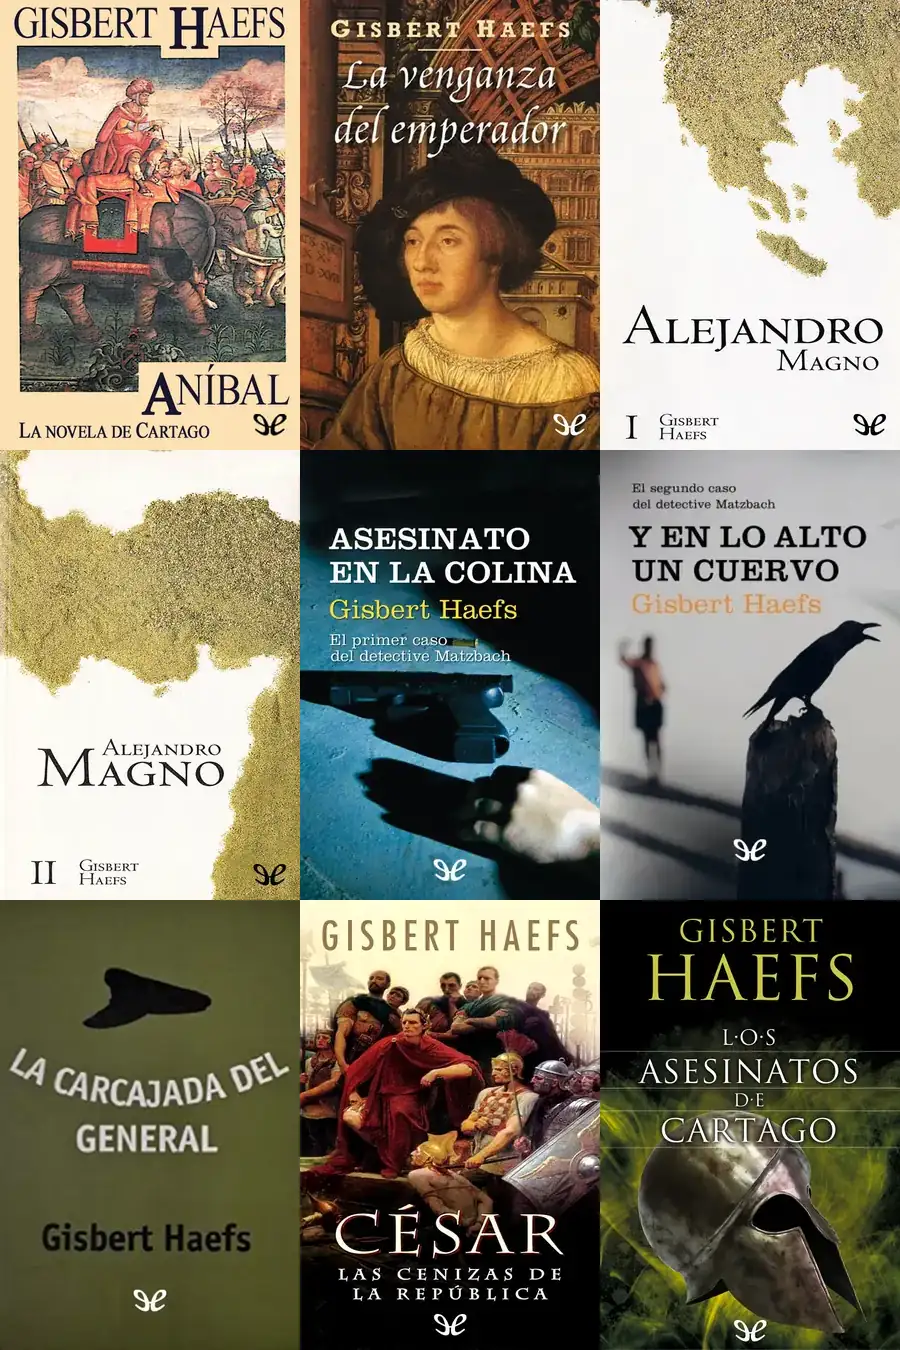 GISBERT HAEFS
ANÍBAL
LA NOVELA DE CARTAGO
GISBERT HAEFS
La venganza
del emperador
ALEJANDRO
MAGNO
I GISBERT
HAEFS
ALEJANDRO
MAGNO
II GISBERT
HAEFS
ASESINATO
EN LA COLINA
Gisbert Haefs
El primer caso
del detective Matzbach
El segundo caso
del detective Matzbach
Y EN LO ALTO
UN CUERVO
Gisbert Haefs
LA CARCAJADA DEL
GENERAL
Gisbert Haefs
GISBERT HAEFS
CÉSAR
LAS CENIZAS DE
LA REPÚBLICA
GISBERT
HAEFS
L·O·S
ASESINATOS
D·E
CARTAGO